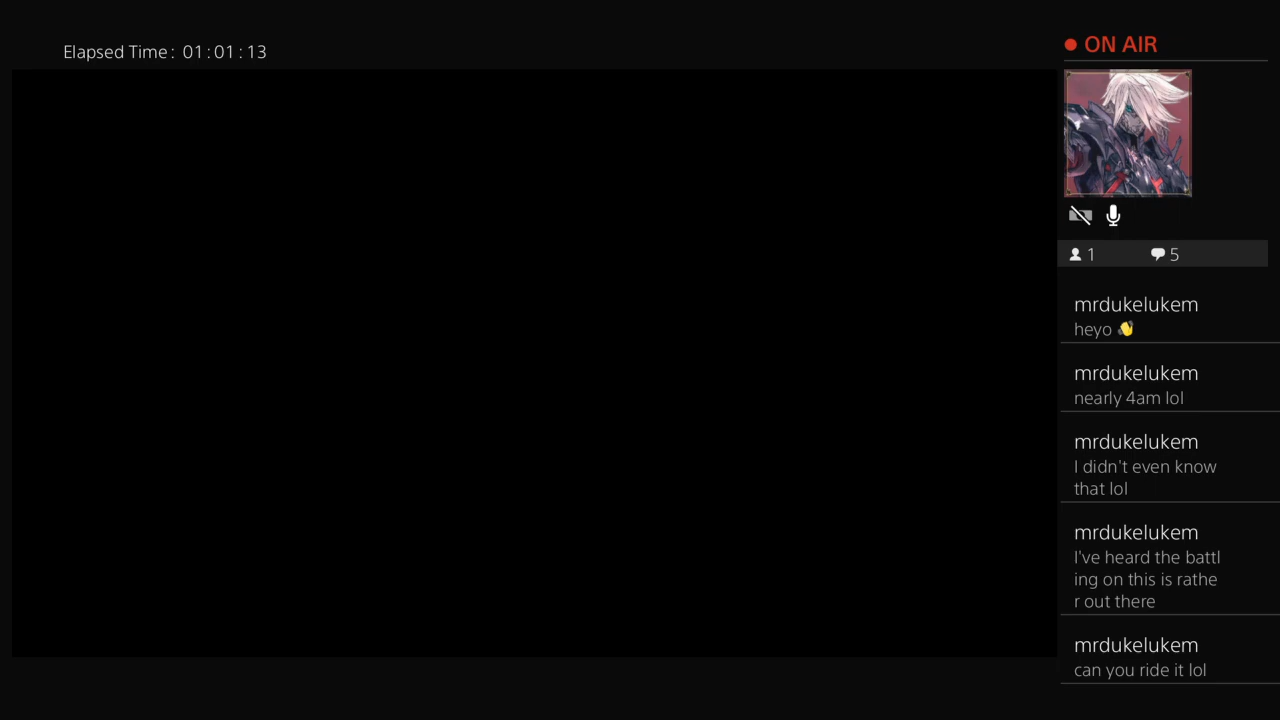 Elapsed Time: 01:01:13
ON AIR
1 5
mrdukelukem
heyo 👋
mrdukelukem
nearly 4am lol
mrdukelukem
I didn't even know
that lol
mrdukelukem
I've heard the battl
ing on this is rathe
r out there
mrdukelukem
can you ride it lol